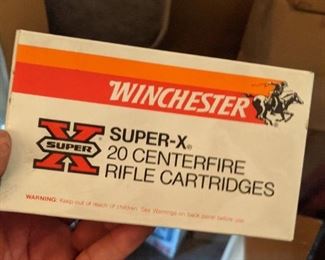 WINCHESTER
X
SUPER
SUPER-X®
20 CENTERFIRE
RIFLE CARTRIDGES
WARNING: Keep out of reach of children. See Warnings on back panel before use.